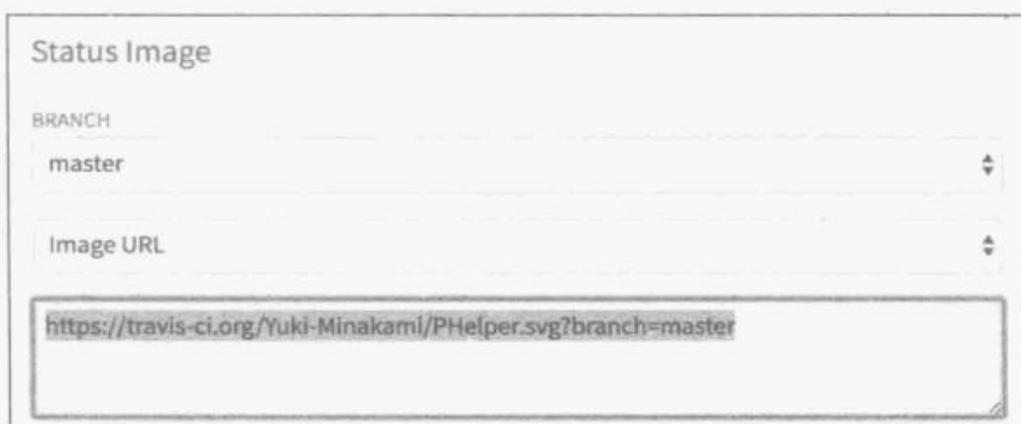 Status Image
BRANCH
master
Image URL
https://travis-ci.org/Yuki-Minakami/PHelper.svg?branch=master